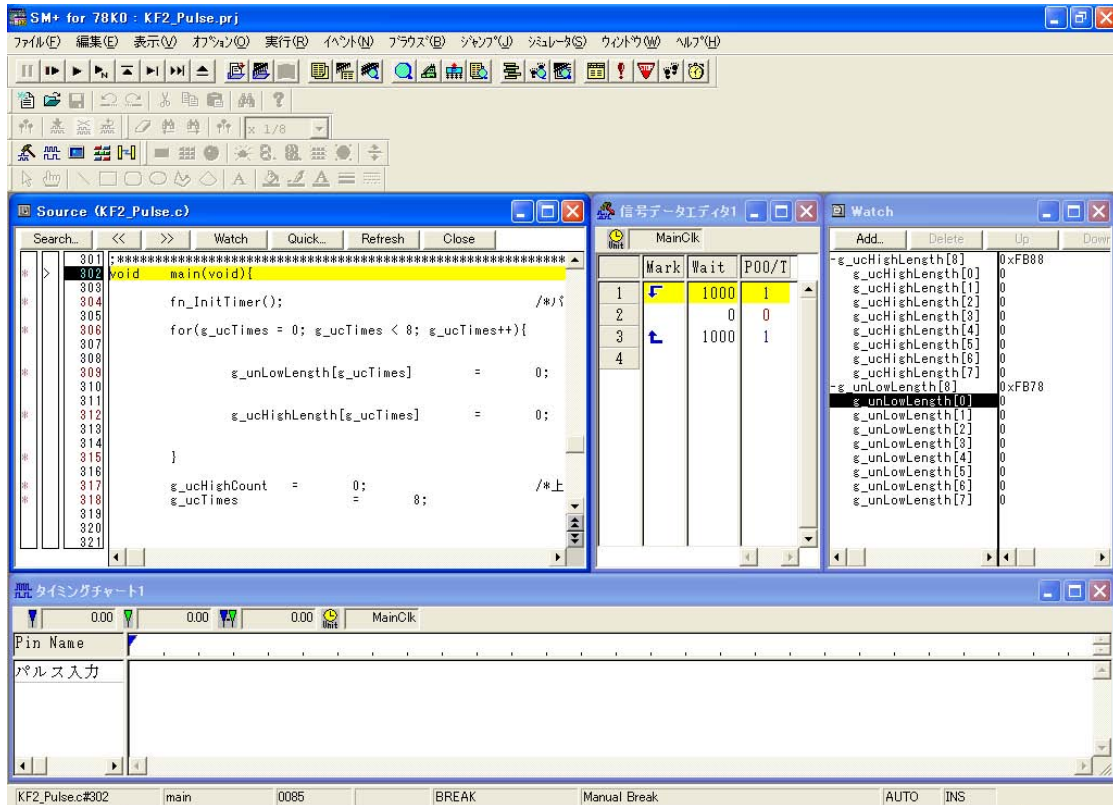 SM+ for 78K0 : KF2_Pulse.prj
ファイル(F) 編集(E) 表示(V) オプション(O) 実行(R) イベント(N) ブラウズ(B) ジャンプ(J) シミュレータ(S) ウィンドウ(W) ヘルプ(H)
x 1/8
Source (KF2_Pulse.c)
Search... << >> Watch Quick... Refresh Close
301 ;************************************************************
302 void main(void){
303
304 fn_InitTimer(); /*パ
305
306 for(g_ucTimes = 0; g_ucTimes < 8; g_ucTimes++){
307
308
309 g_unLowLength[g_ucTimes] = 0;
310
311
312 g_ucHighLength[g_ucTimes] = 0;
313
314
315 }
316
317 g_ucHighCount = 0; /*上
318 g_ucTimes = 8;
319
320
321
信号データエディタ1
Unit MainClk
Mark Wait P00/T
1 1000 1
2 0 0
3 1000 1
4
Watch
Add... Delete Up Down
-g_ucHighLength[8] 0xFB88
g_ucHighLength[0] 0
g_ucHighLength[1] 0
g_ucHighLength[2] 0
g_ucHighLength[3] 0
g_ucHighLength[4] 0
g_ucHighLength[5] 0
g_ucHighLength[6] 0
g_ucHighLength[7] 0
-g_unLowLength[8] 0xFB78
g_unLowLength[0] 0
g_unLowLength[1] 0
g_unLowLength[2] 0
g_unLowLength[3] 0
g_unLowLength[4] 0
g_unLowLength[5] 0
g_unLowLength[6] 0
g_unLowLength[7] 0
タイミングチャート1
0.00 0.00 0.00 Unit MainClk
Pin Name
パルス入力
KF2_Pulse.c#302 main 0085 BREAK Manual Break AUTO INS